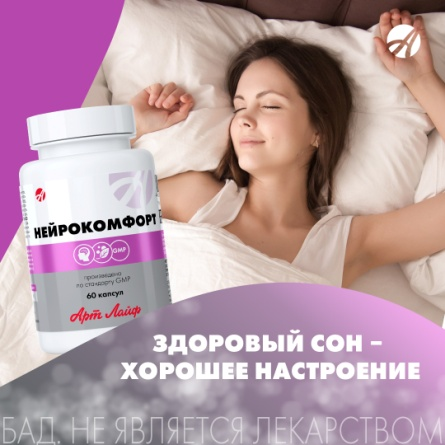 НЕЙРОКОМФОРТ
GMP
произведено
по стандарту GMP
60 капсул
Арт Лайф
ЗДОРОВЫЙ СОН –
ХОРОШЕЕ НАСТРОЕНИЕ
БАД. НЕ ЯВЛЯЕТСЯ ЛЕКАРСТВОМ